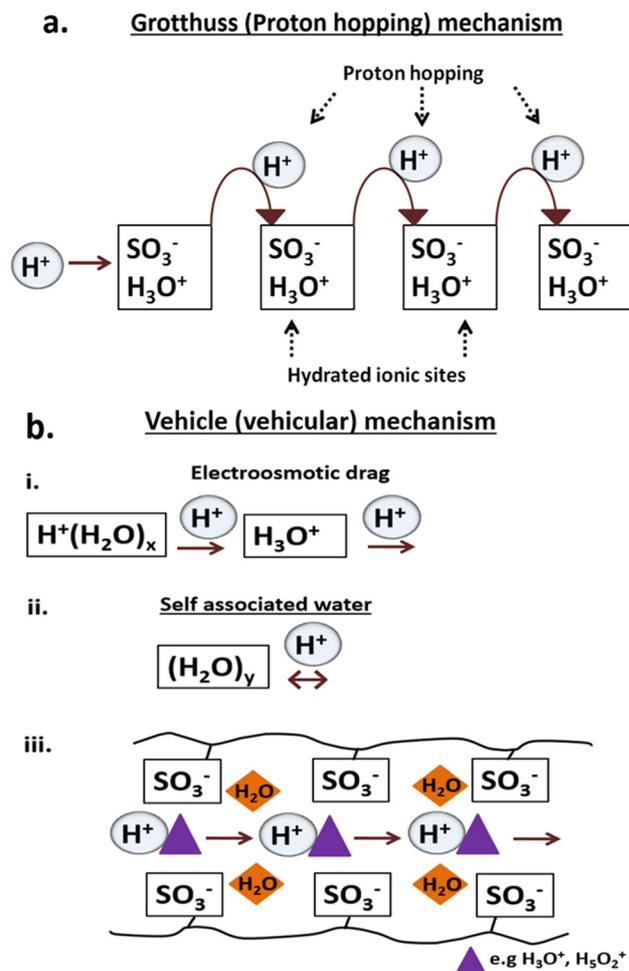 a. Grotthuss (Proton hopping) mechanism
Proton hopping
H⁺ H⁺ H⁺
H⁺
SO₃⁻ SO₃⁻ SO₃⁻ SO₃⁻
H₃O⁺ H₃O⁺ H₃O⁺ H₃O⁺
Hydrated ionic sites
b. Vehicle (vehicular) mechanism
i. Electroosmotic drag
H⁺(H₂O)ₓ H⁺ H₃O⁺ H⁺
ii. Self associated water
(H₂O)y H⁺
iii.
SO₃⁻ H₂O SO₃⁻ H₂O SO₃⁻
H⁺ H⁺ H⁺
SO₃⁻ H₂O SO₃⁻ H₂O SO₃⁻
e.g H₃O⁺, H₅O₂⁺